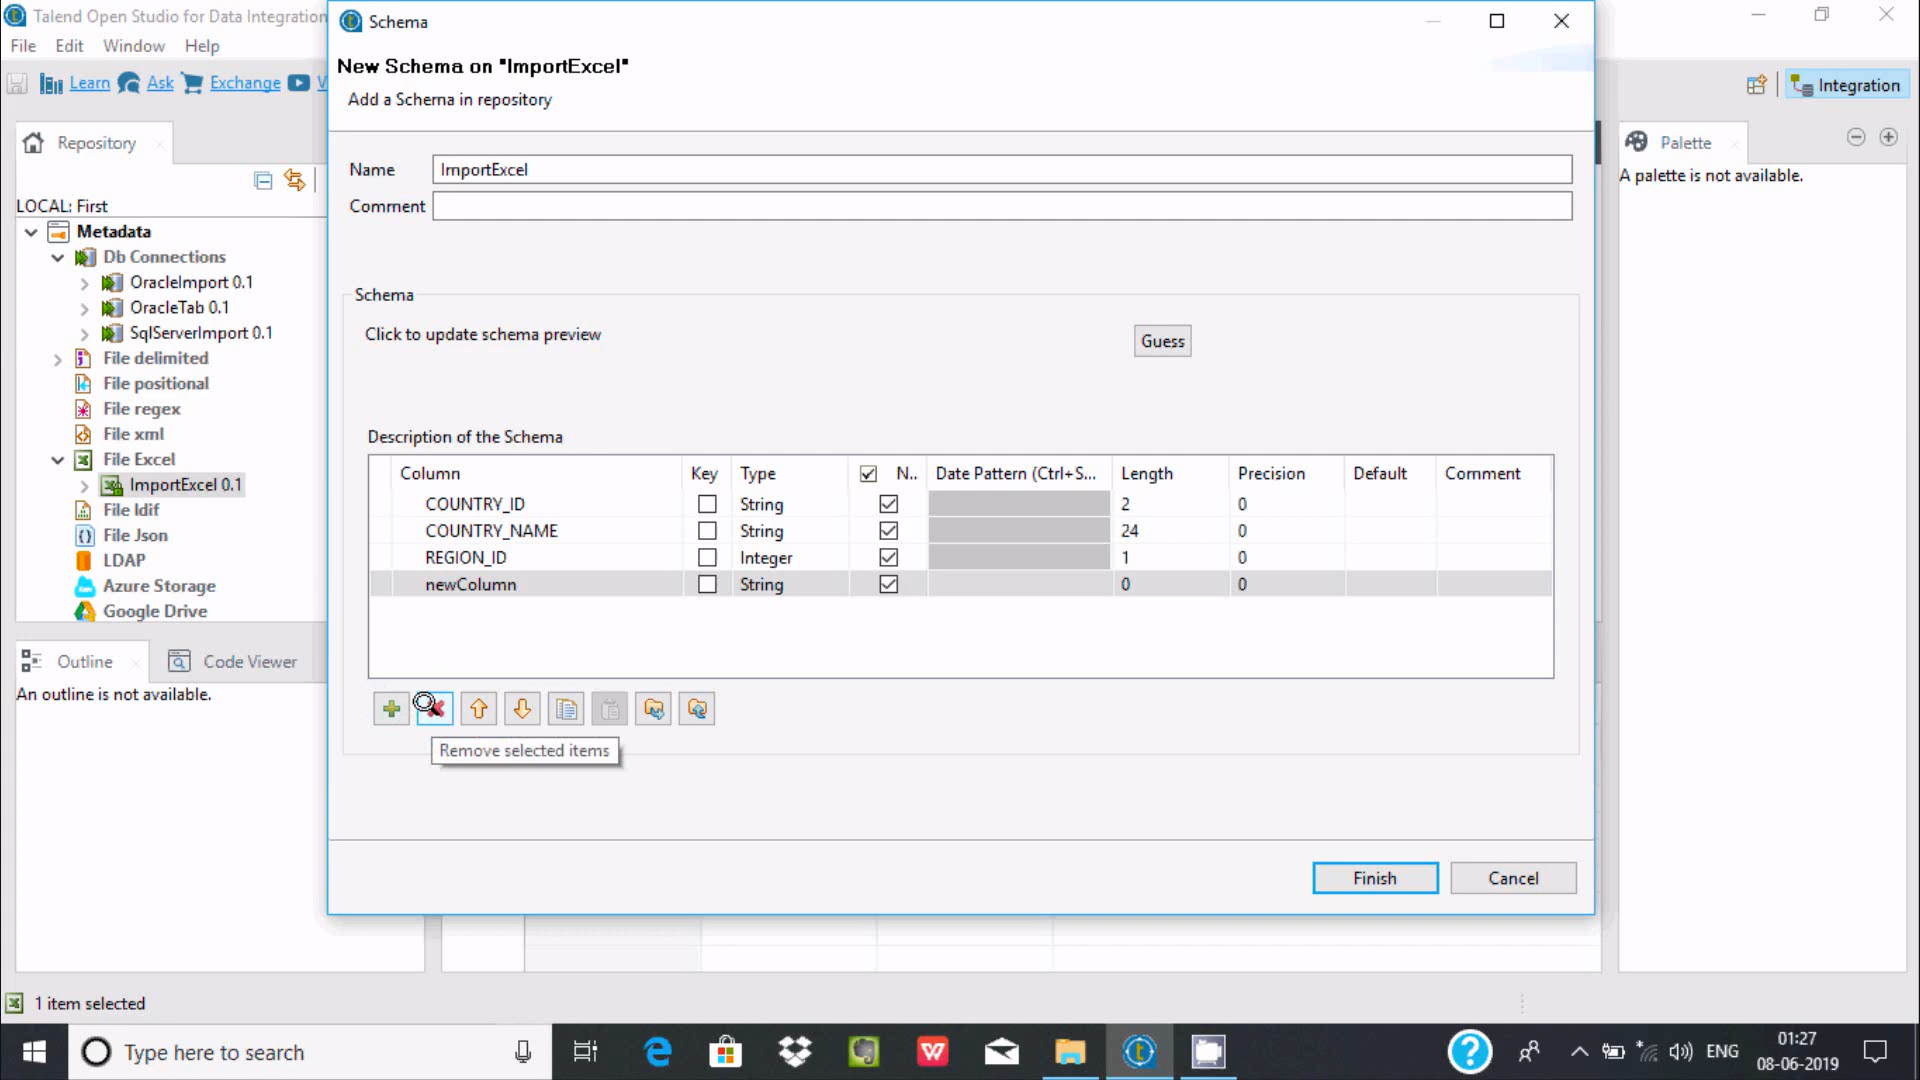 Talend Open Studio for Data Integration
File Edit Window Help
Learn Ask Exchange
Integration
Repository
LOCAL: First
Metadata
Db Connections
OracleImport 0.1
OracleTab 0.1
SqlServerImport 0.1
File delimited
File positional
File regex
File xml
File Excel
ImportExcel 0.1
File ldif
File Json
LDAP
Azure Storage
Google Drive
Outline Code Viewer
An outline is not available.
Schema
New Schema on "ImportExcel"
Add a Schema in repository
Name ImportExcel
Comment
Schema
Click to update schema preview Guess
Description of the Schema
Column Key Type N.. Date Pattern (Ctrl+S... Length Precision Default Comment
COUNTRY_ID String 2 0
COUNTRY_NAME String 24 0
REGION_ID Integer 1 0
newColumn String 0 0
Remove selected items
Finish Cancel
Palette
A palette is not available.
1 item selected
Type here to search
ENG
01:27
08-06-2019